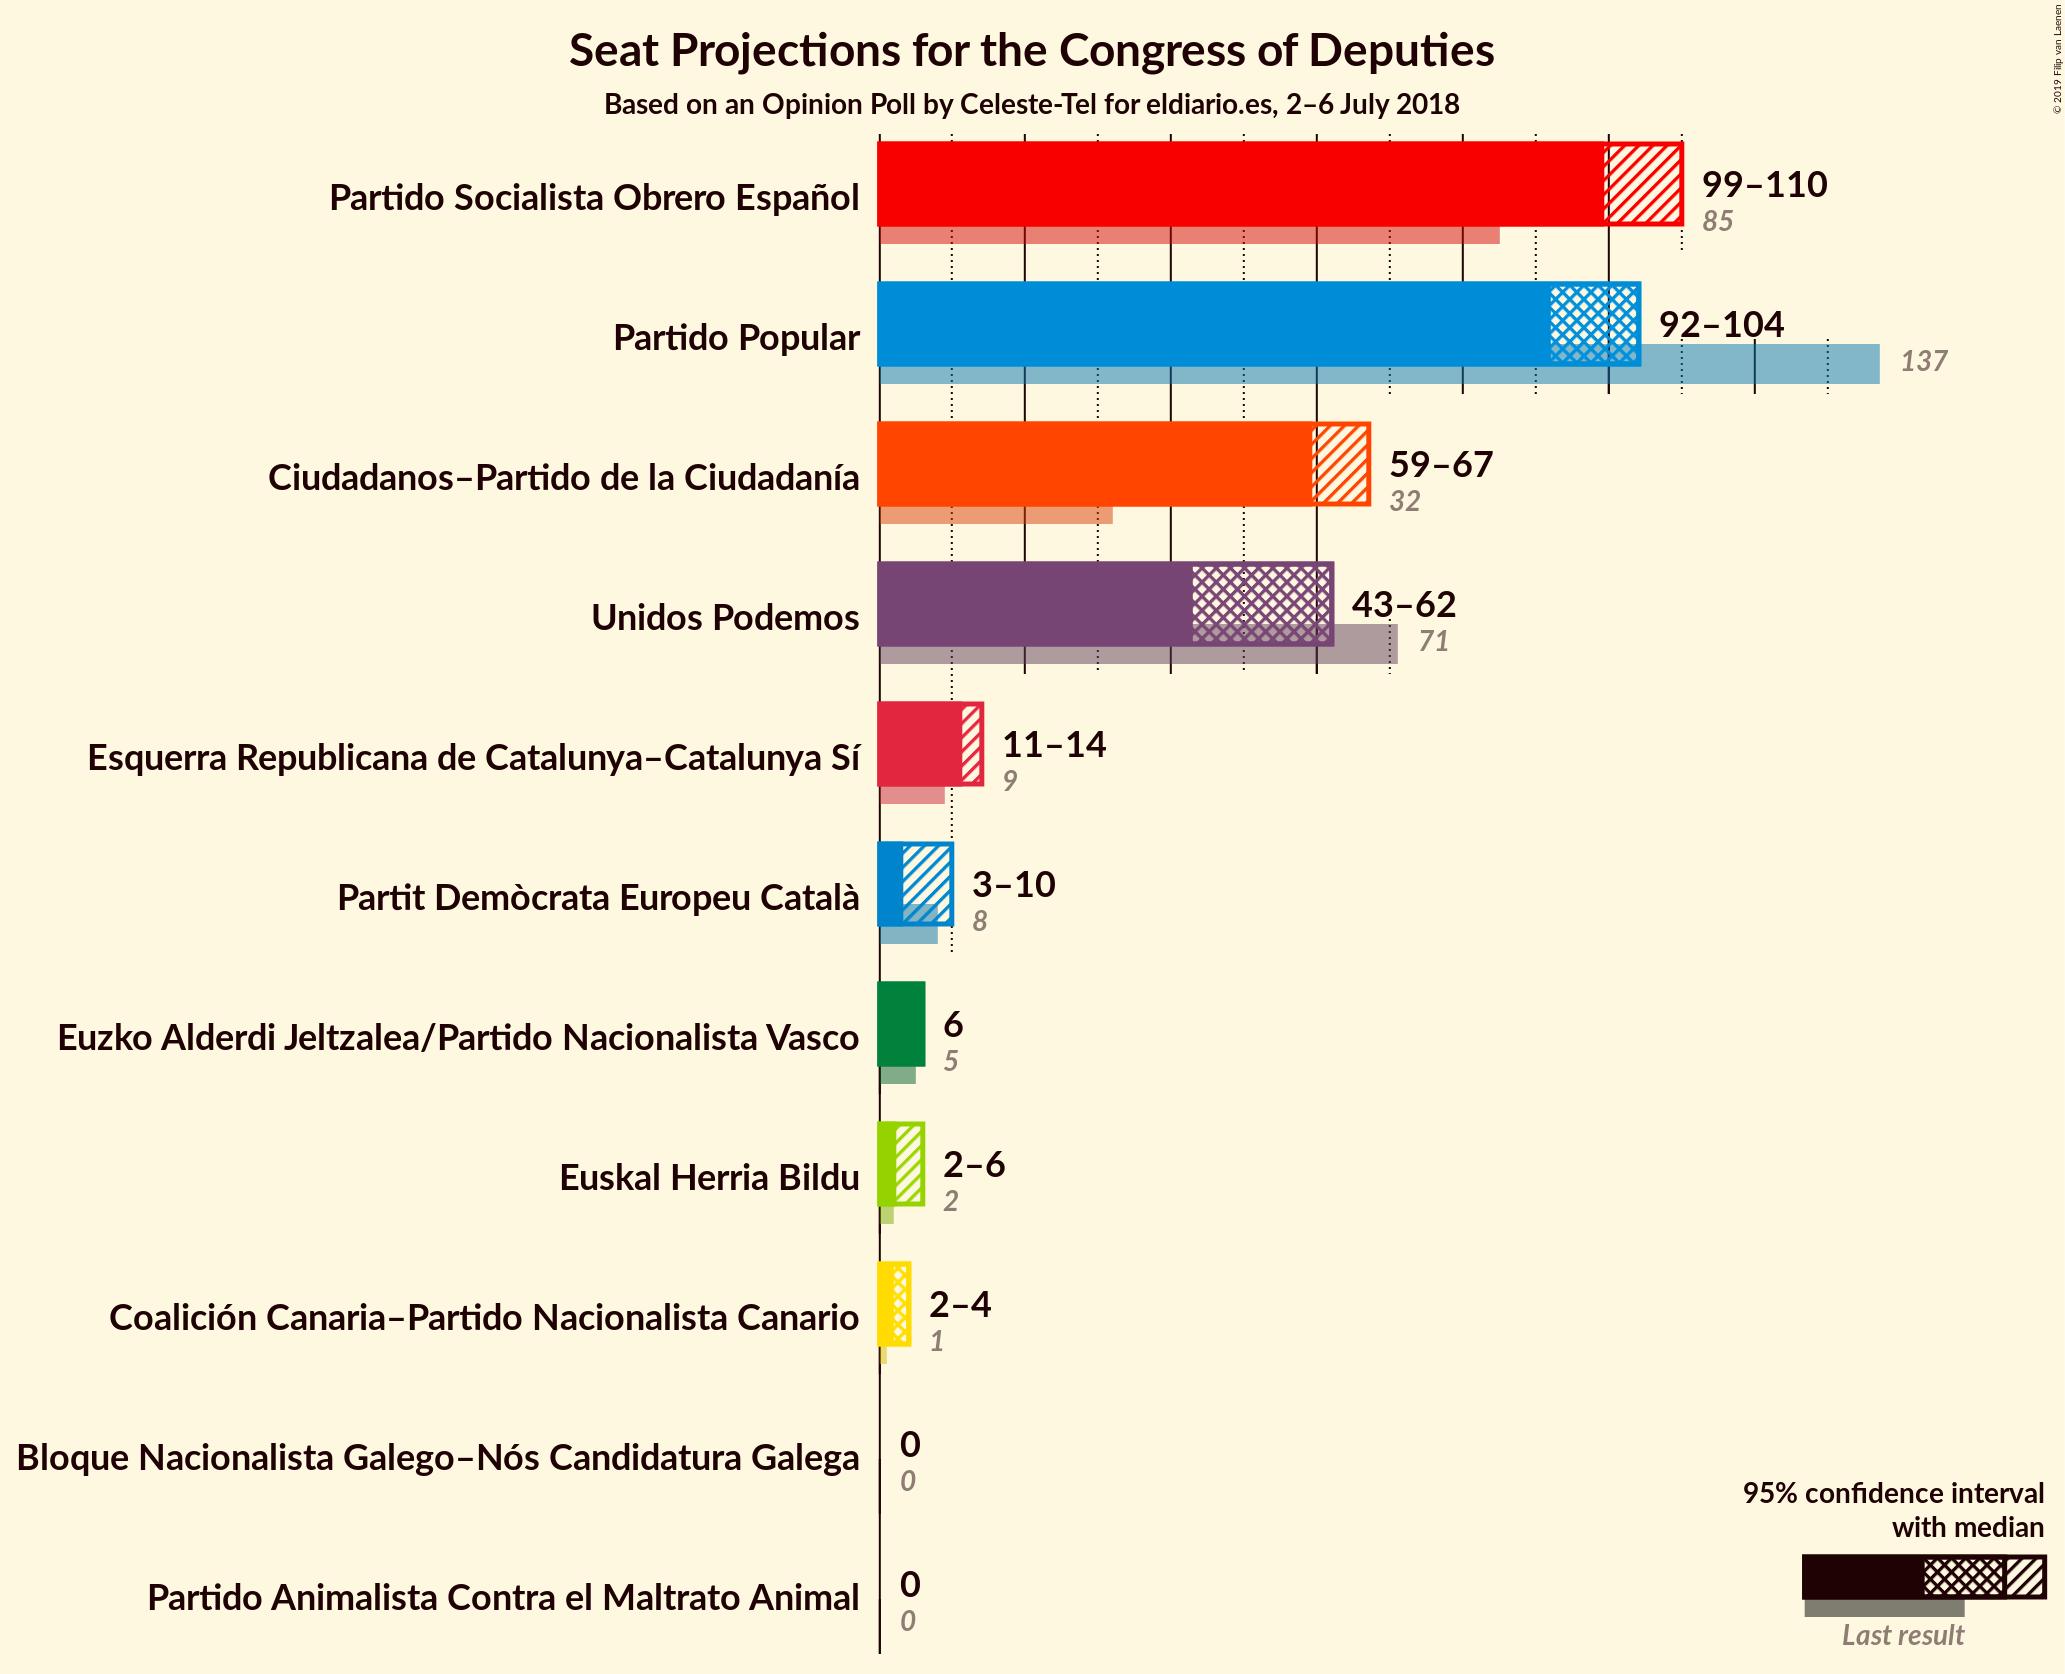 Seat Projections for the Congress of Deputies
Based on an Opinion Poll by Celeste-Tel for eldiario.es, 2–6 July 2018
© 2019 Filip van Laenen
Partido Socialista Obrero Español
99–110
85
Partido Popular
92–104
137
Ciudadanos–Partido de la Ciudadanía
59–67
32
Unidos Podemos
43–62
71
Esquerra Republicana de Catalunya–Catalunya Sí
11–14
9
Partit Demòcrata Europeu Català
3–10
8
Euzko Alderdi Jeltzalea/Partido Nacionalista Vasco
6
5
Euskal Herria Bildu
2–6
2
Coalición Canaria–Partido Nacionalista Canario
2–4
1
Bloque Nacionalista Galego–Nós Candidatura Galega
0
0
Partido Animalista Contra el Maltrato Animal
0
0
95% confidence interval
with median
Last result